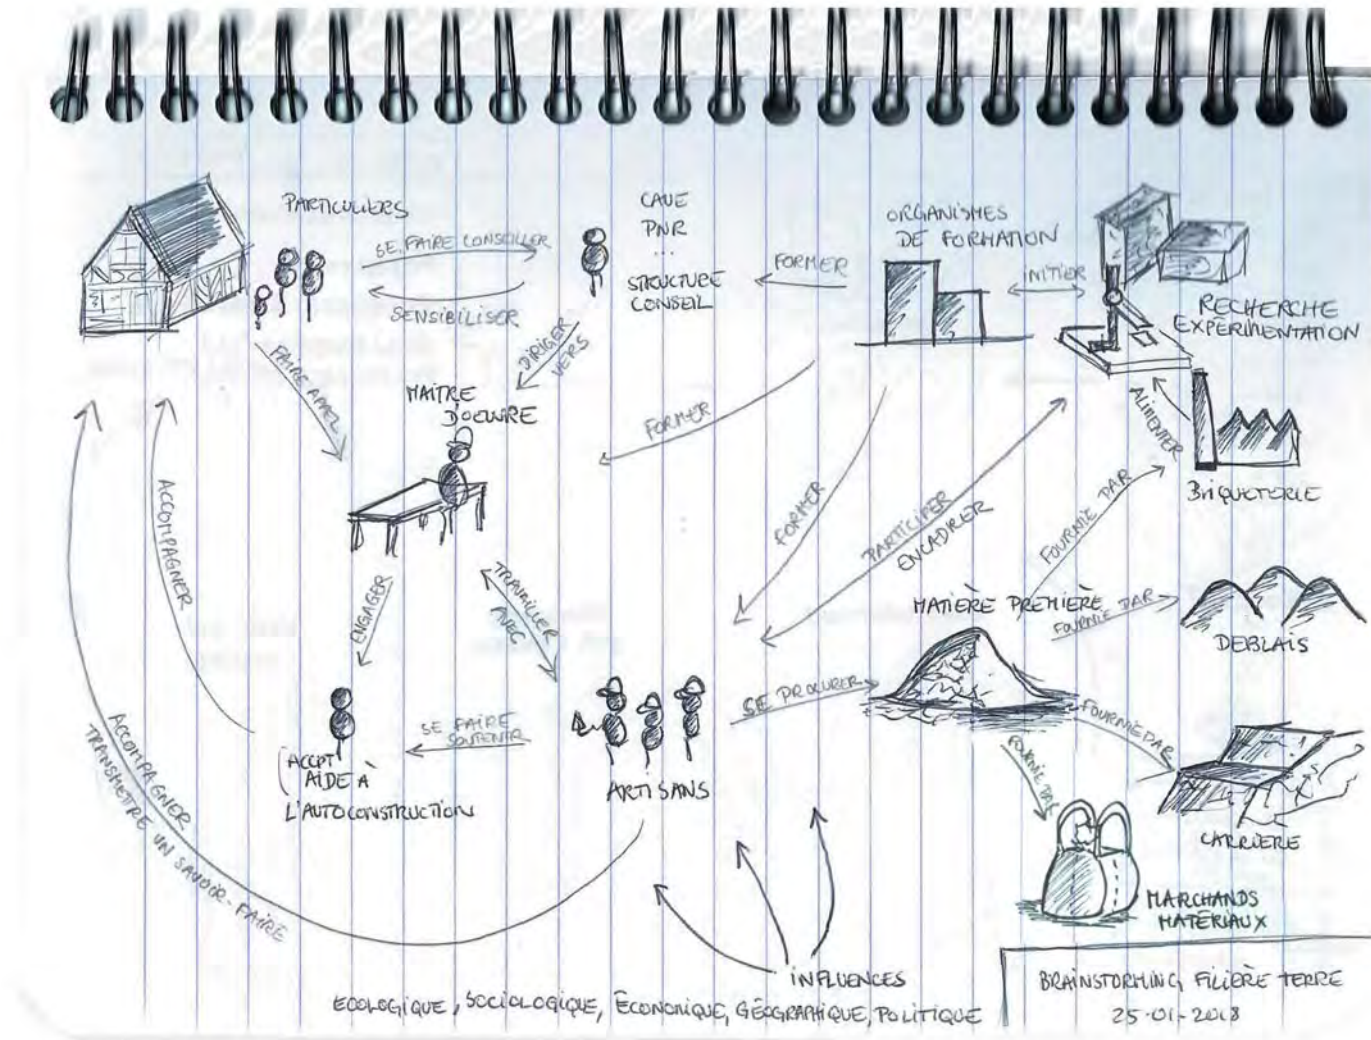 PARTICULIERS
SE FAIRE CONSEILLER
SENSIBILISER
CAUE
PNR
...
STRUCTURE
CONSEIL
FORMER
ORGANISMES
DE FORMATION
INITIER
RECHERCHE
EXPERIMENTATION
FAIRE APPEL
DIRIGER
VERS
MAITRE
D'OEUVRE
FORMER
FORMER
PARTICIPER
ENCADRER
ALIMENTER
BRIQUETERIE
FOURNIE PAR
MATIÈRE PREMIÈRE
FOURNIE PAR
DEBLAIS
ACCOMPAGNER
ENGAGER
TRAVAILLER
AVEC
SE PROCURER
FOURNIE PAR
CARRIERE
FOURNIE PAR
MARCHANDS
MATERIAUX
SE FAIRE
SOUTENIR
AIDE À
L'AUTOCONSTRUCTION
ARTISANS
ACCOMPAGNER
TRANSMETTRE UN SAVOIR-FAIRE
INFLUENCES
ECOLOGIQUE, SOCIOLOGIQUE, ÉCONOMIQUE, GÉOGRAPHIQUE, POLITIQUE
BRAINSTORMING FILIÈRE TERRE
25-01-2018